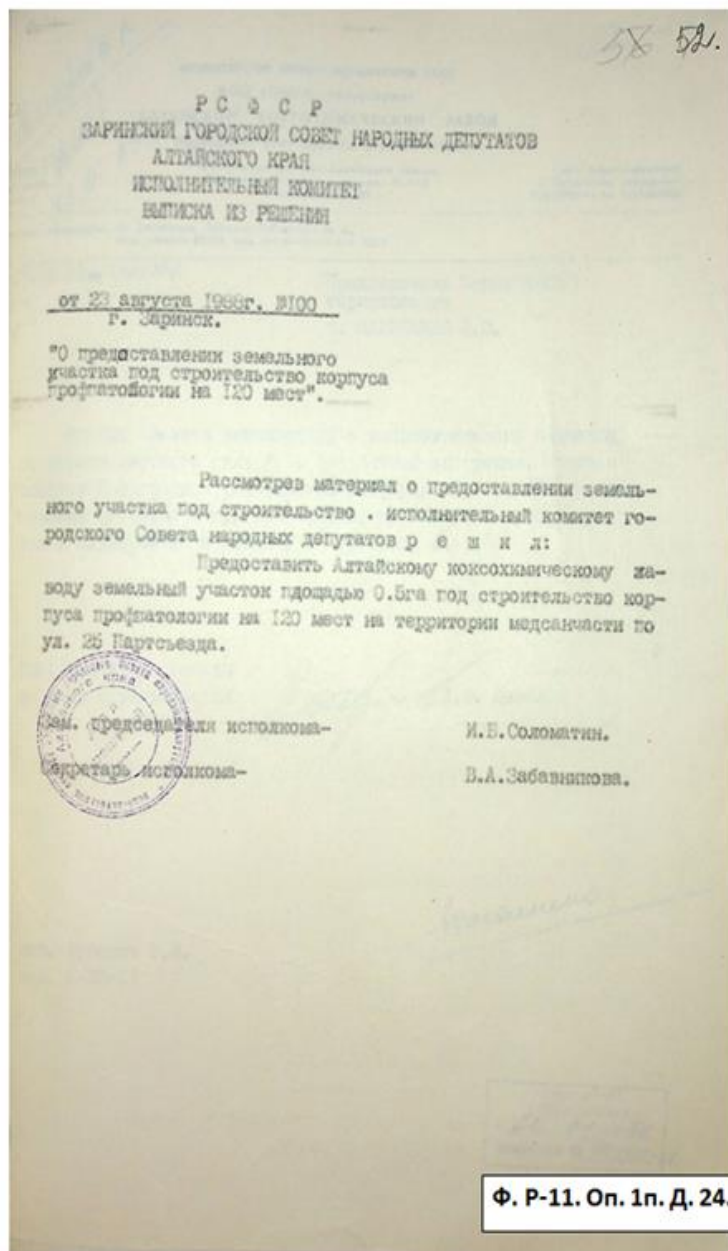 52.
Р С Ф С Р
ЗАРИНСКИЙ ГОРОДСКОЙ СОВЕТ НАРОДНЫХ ДЕПУТАТОВ
АЛТАЙСКОГО КРАЯ
ИСПОЛНИТЕЛЬНЫЙ КОМИТЕТ
ВЫПИСКА ИЗ РЕШЕНИЯ
от 23 августа 1988г. №100
г. Заринск.
"О предоставлении земельного
участка под строительство корпуса
профпатологии на 120 мест".
Рассмотрев материал о предоставлении земель-
ного участка под строительство . исполнительный комитет го-
родского Совета народных депутатов р е ш и л:
Предоставить Алтайскому коксохимическому за-
воду земельный участок площадью 0.5га под строительство кор-
пуса профпатологии на 120 мест на территории медсанчасти по
ул. Партсъезда.
Зам. председателя исполкома-
И.Б.Соломатин.
Секретарь исполкома-
В.А.Забавникова.
Ф. Р-11. Оп. 1п. Д. 24.